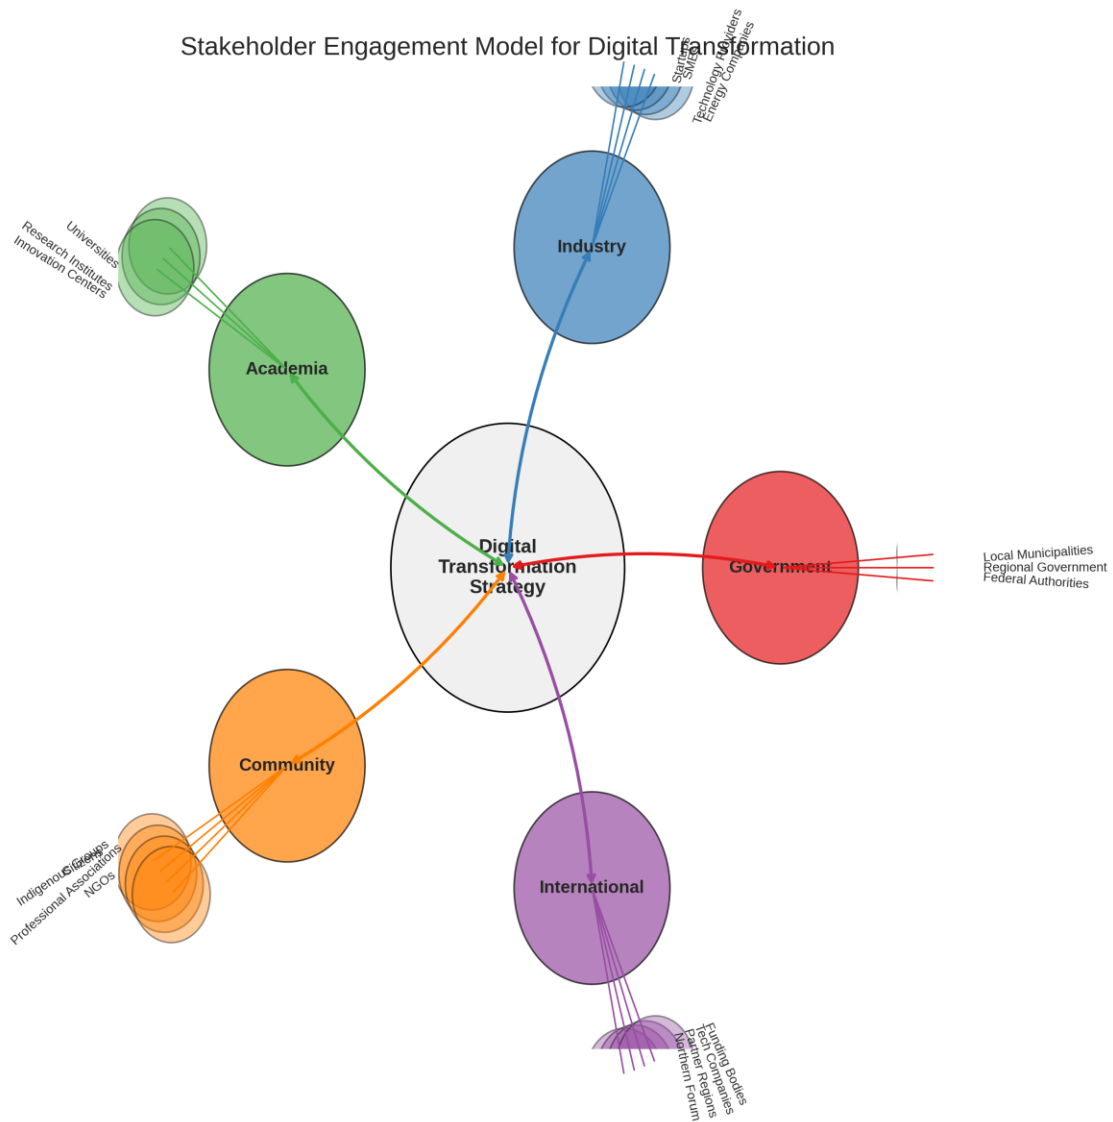 Stakeholder Engagement Model for Digital Transformation
Startups
SMEs
Technology Providers
Energy Companies
Industry
Universities
Research Institutes
Innovation Centers
Academia
Digital
Transformation
Strategy
Government
Local Municipalities
Regional Government
Federal Authorities
Community
Indigenous Groups
Citizens
Professional Associations
NGOs
International
Funding Bodies
Tech Companies
Partner Regions
Northern Forum